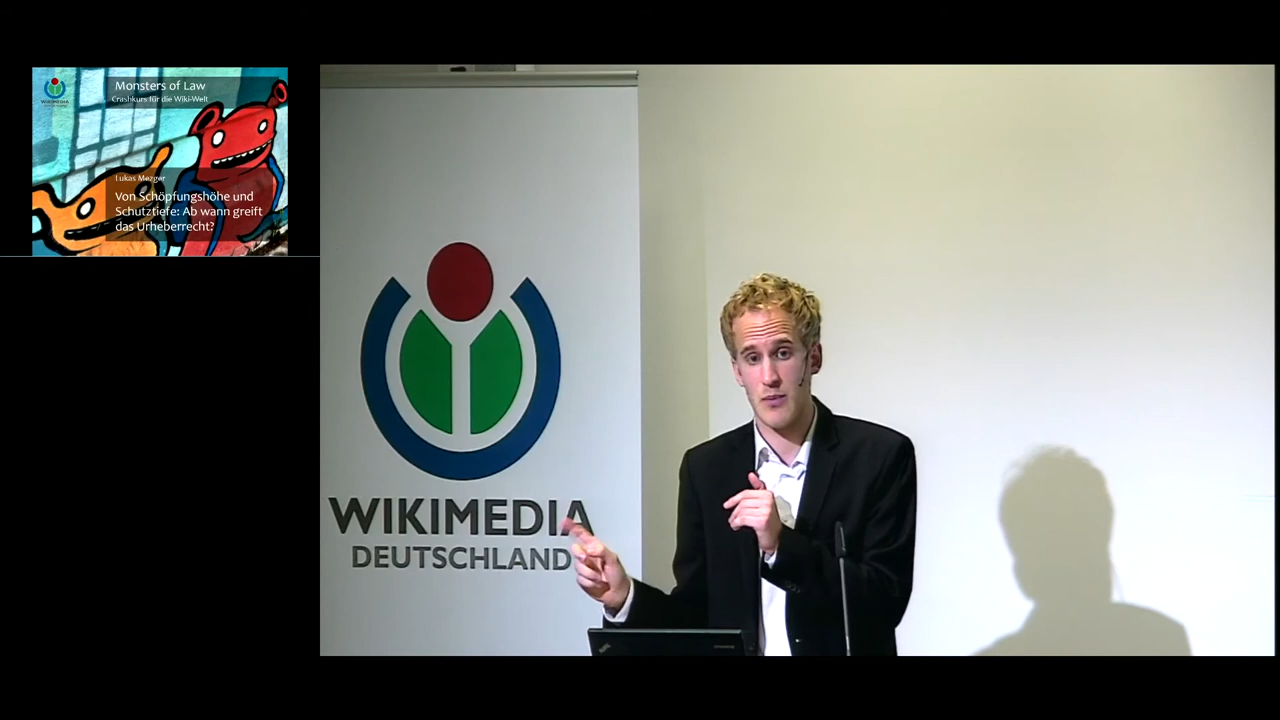 Monsters of Law
Crashkurs für die Wiki-Welt
WIKIMEDIA
Lukas Mezger
Von Schöpfungshöhe und
Schutztiefe: Ab wann greift
das Urheberrecht?
WIKIMEDIA
DEUTSCHLAND